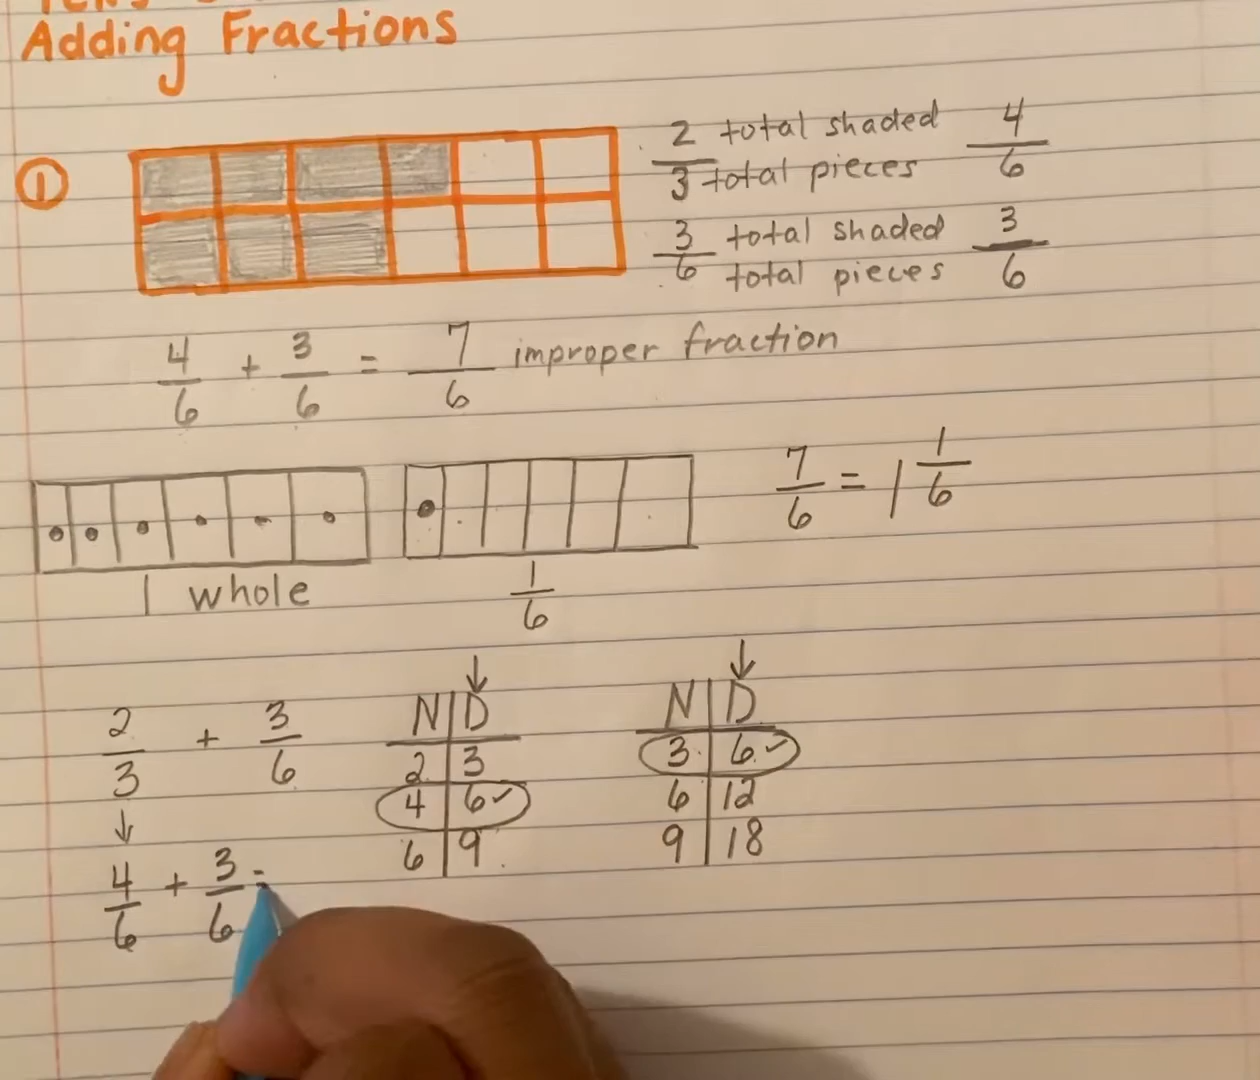 Adding Fractions
1
2 total shaded 4
3 total pieces 6
3 total shaded 3
6 total pieces 6
4/6 + 3/6 = 7/6 improper fraction
7/6 = 1 1/6
1 whole
1/6
2/3 + 3/6
N D
2 3
4 6 ✓
6 9
N D
3 6 ✓
6 12
9 18
4/6 + 3/6 =